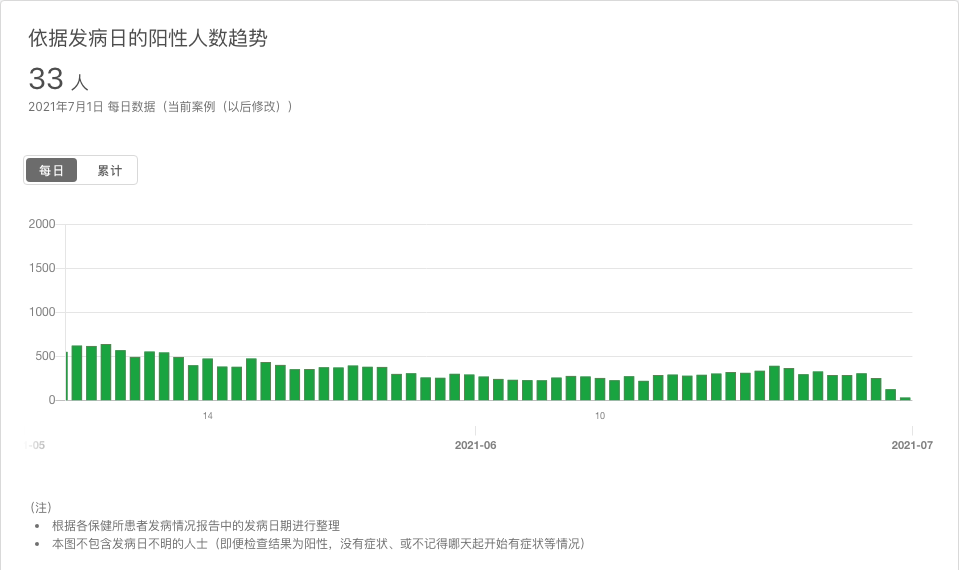 依据发病日的阳性人数趋势
33 人
2021年7月1日 每日数据（当前案例（以后修改））
每日 累计
2000
1500
1000
500
0
14 10
-05 2021-06 2021-07
（注）
• 根据各保健所患者发病情况报告中的发病日期进行整理
• 本图不包含发病日不明的人士（即便检查结果为阳性，没有症状、或不记得哪天起开始有症状等情况）